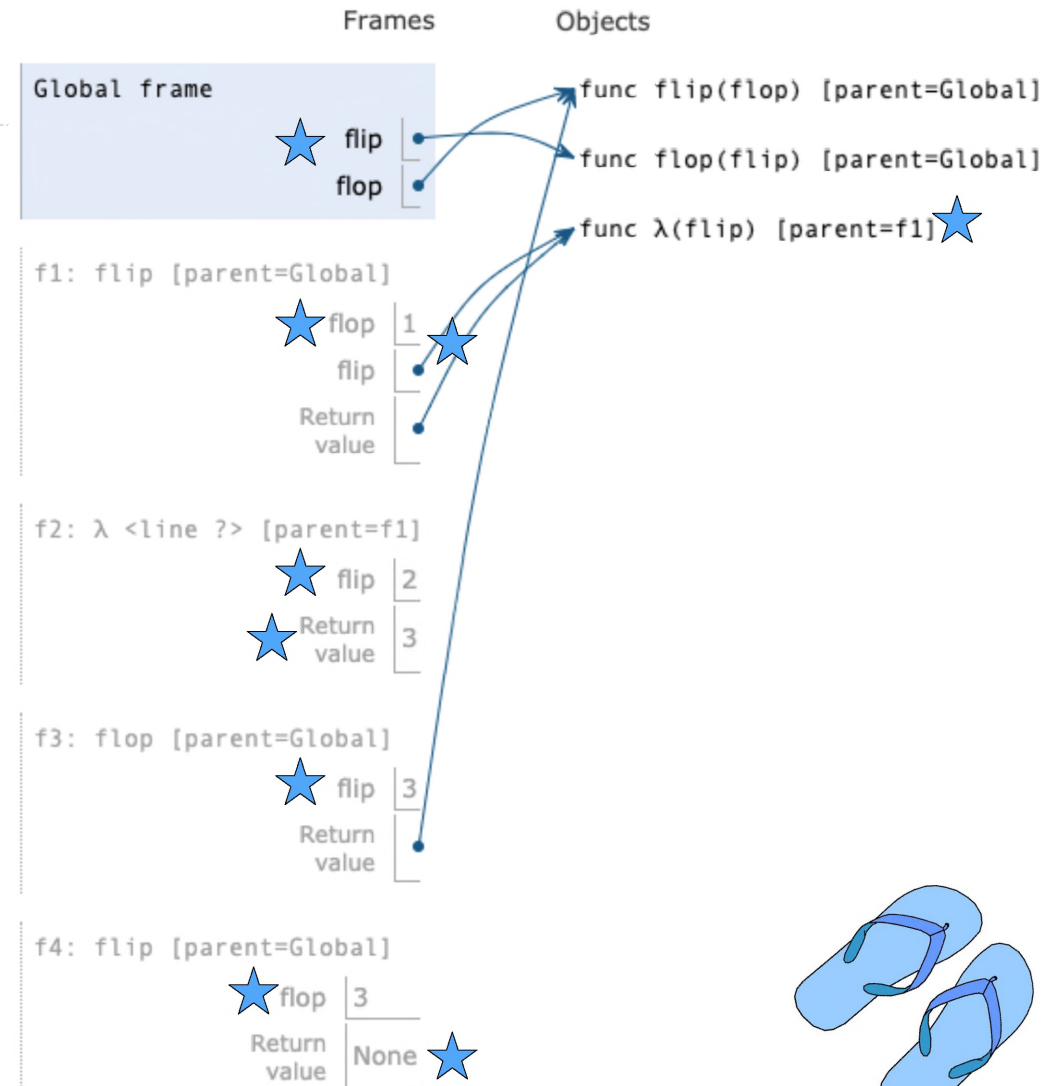 Frames Objects
Global frame
flip
flop
func flip(flop) [parent=Global]
func flop(flip) [parent=Global]
func λ(flip) [parent=f1]
f1: flip [parent=Global]
flop 1
flip
Return
value
f2: λ <line ?> [parent=f1]
flip 2
Return
value 3
f3: flop [parent=Global]
flip 3
Return
value
f4: flip [parent=Global]
flop 3
Return
value None